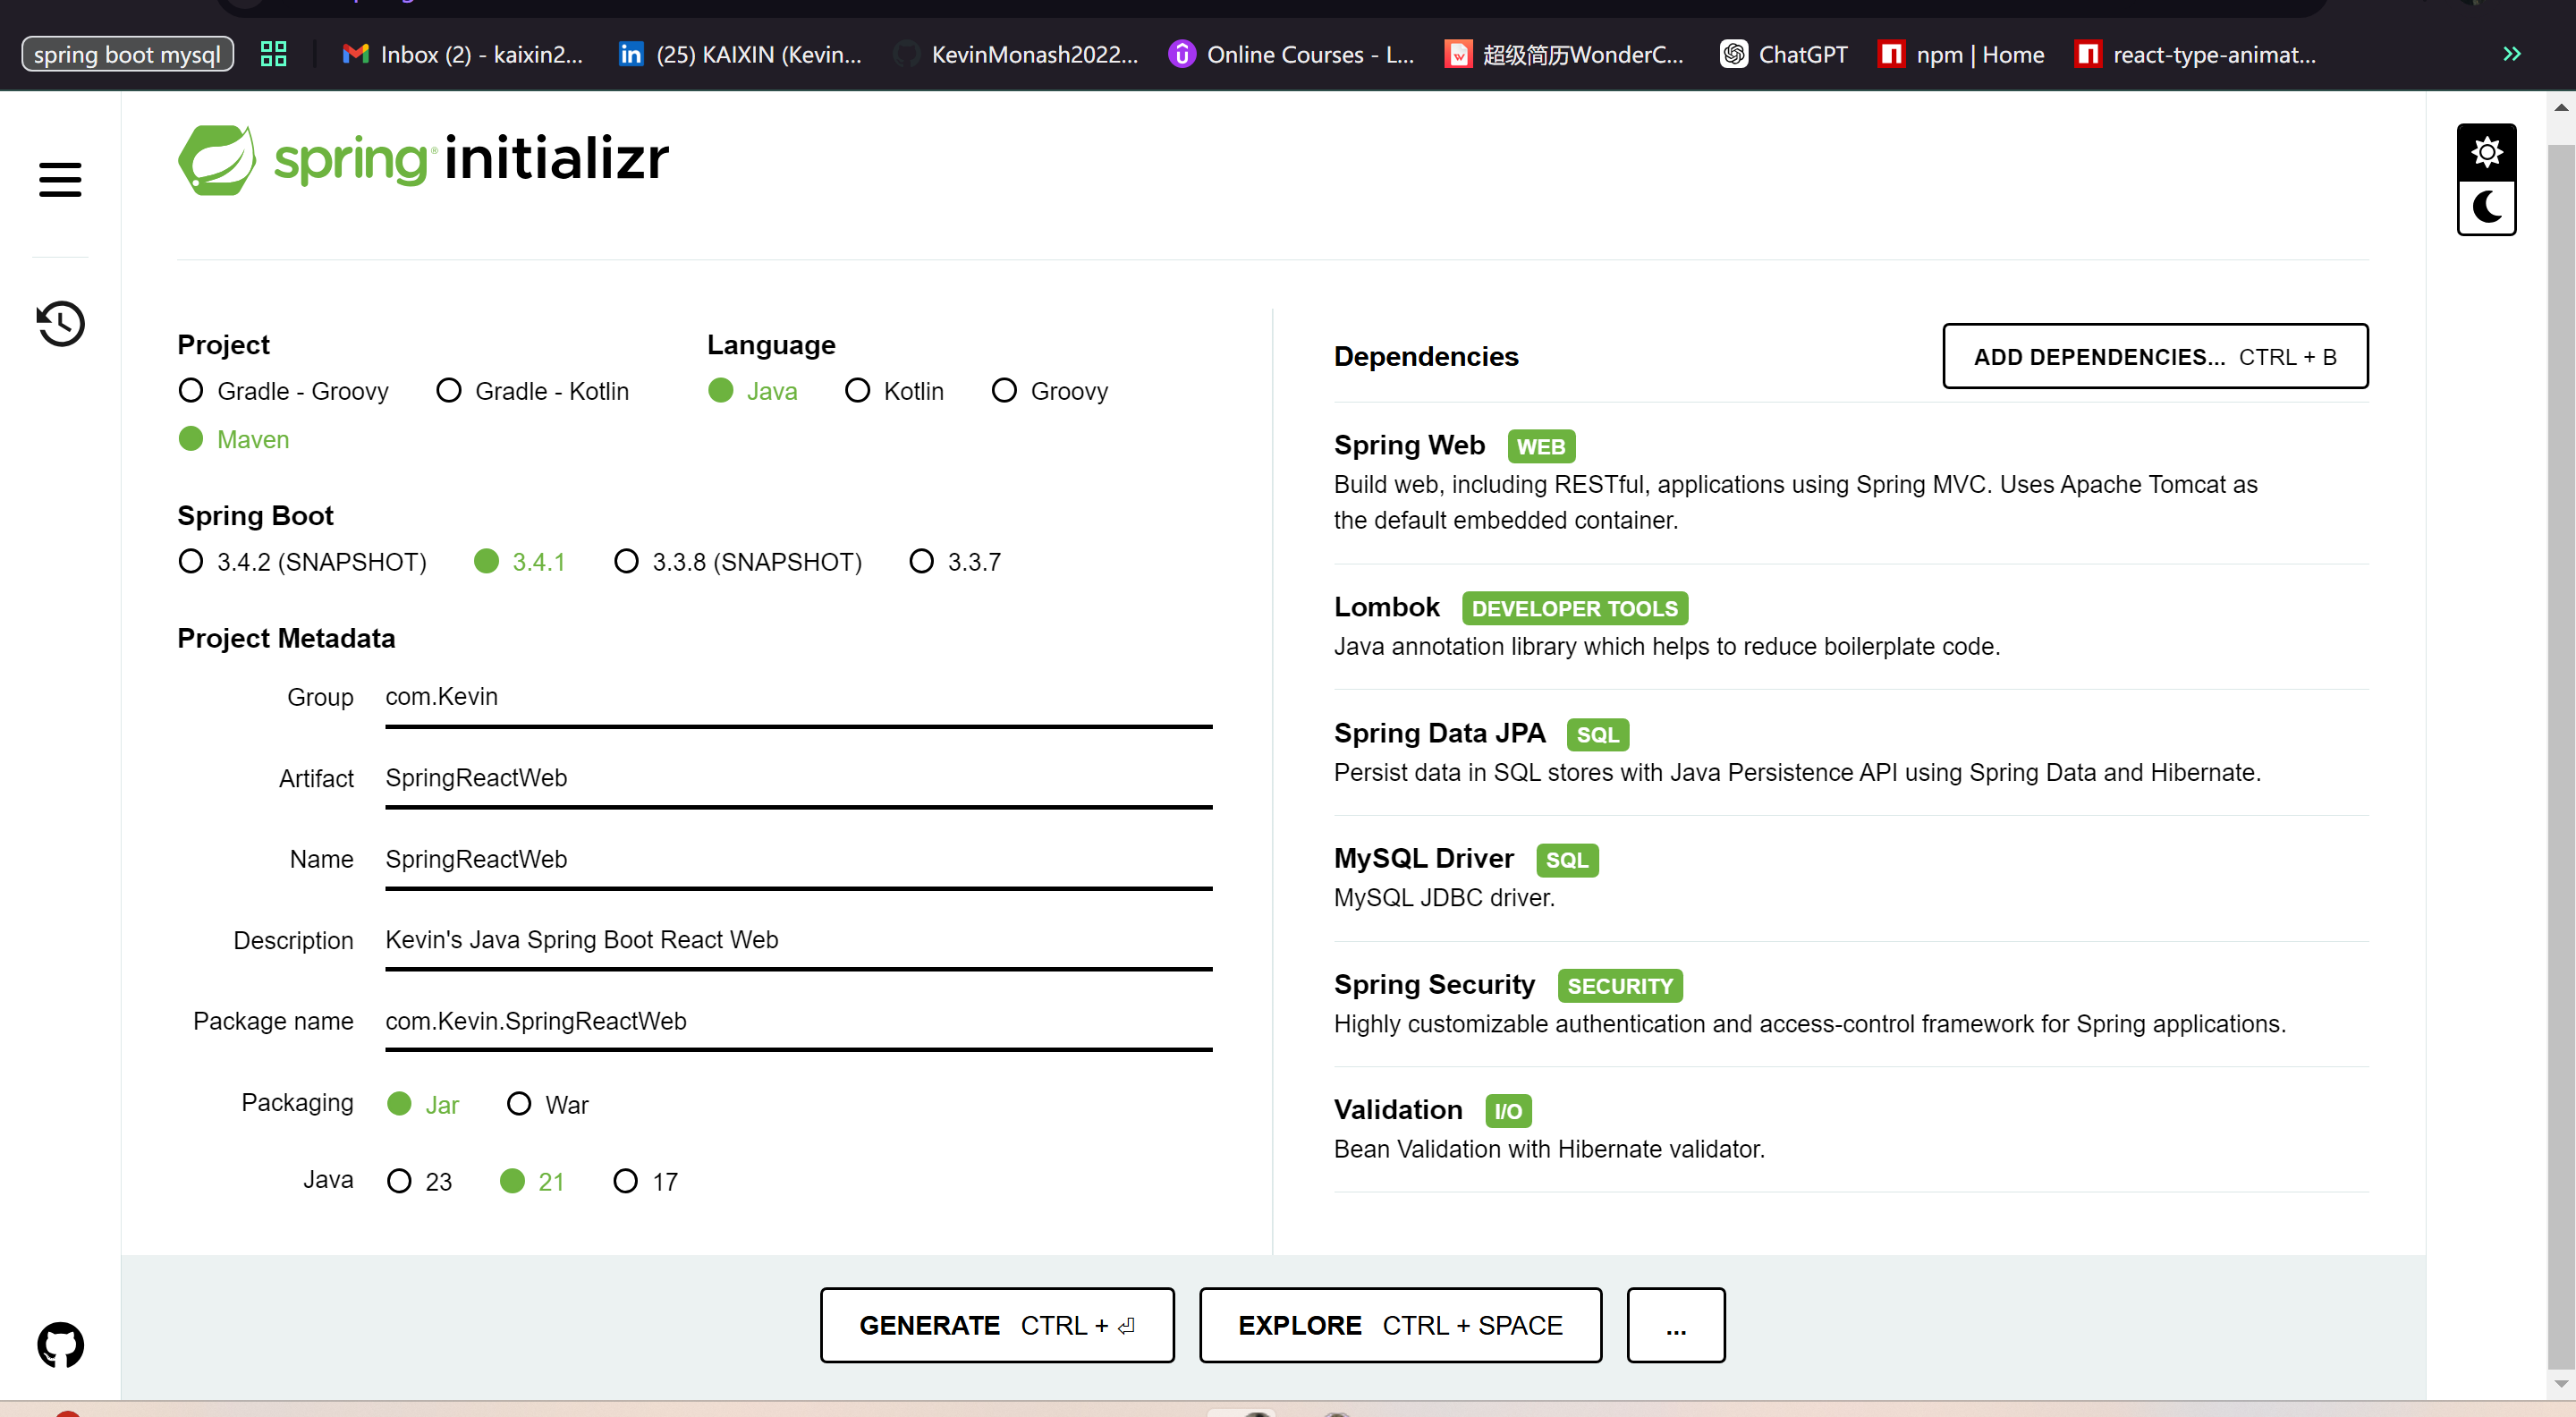 spring boot mysql
Inbox (2) - kaixin2...
(25) KAIXIN (Kevin...
KevinMonash2022...
Online Courses - L...
超级简历WonderC...
ChatGPT
npm | Home
react-type-animat...
spring initializr
Project
Gradle - Groovy
Gradle - Kotlin
Maven
Language
Java
Kotlin
Groovy
Spring Boot
3.4.2 (SNAPSHOT)
3.4.1
3.3.8 (SNAPSHOT)
3.3.7
Project Metadata
Group com.Kevin
Artifact SpringReactWeb
Name SpringReactWeb
Description Kevin's Java Spring Boot React Web
Package name com.Kevin.SpringReactWeb
Packaging Jar War
Java 23 21 17
Dependencies
ADD DEPENDENCIES... CTRL + B
Spring Web WEB
Build web, including RESTful, applications using Spring MVC. Uses Apache Tomcat as
the default embedded container.
Lombok DEVELOPER TOOLS
Java annotation library which helps to reduce boilerplate code.
Spring Data JPA SQL
Persist data in SQL stores with Java Persistence API using Spring Data and Hibernate.
MySQL Driver SQL
MySQL JDBC driver.
Spring Security SECURITY
Highly customizable authentication and access-control framework for Spring applications.
Validation I/O
Bean Validation with Hibernate validator.
GENERATE CTRL + ⏎
EXPLORE CTRL + SPACE
...